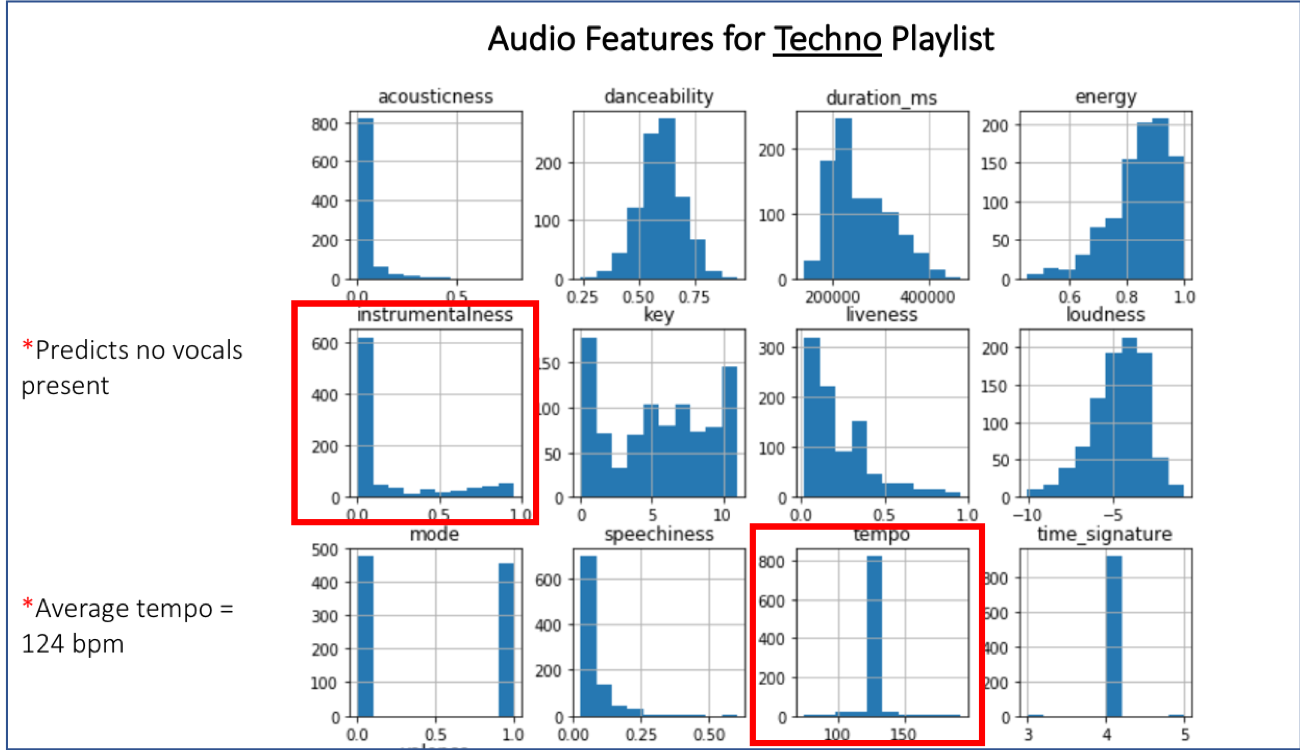 Audio Features for Techno Playlist
acousticness
danceability
duration_ms
energy
800
600
400
200
0
0.0 0.5
200
100
0
0.25 0.50 0.75
200
100
0
200000 400000
200
150
100
50
0
0.6 0.8 1.0
*Predicts no vocals
present
instrumentalness
key
liveness
loudness
600
400
200
0
0.0 0.5 1.0
150
100
50
0
0 5 10
300
200
100
0
0.0 0.5 1.0
200
150
100
50
0
−10 −5
*Average tempo =
124 bpm
mode
speechiness
tempo
time_signature
500
400
300
200
100
0
0.0 0.5 1.0
600
400
200
0
0.00 0.25 0.50
800
600
400
200
0
100 150
800
600
400
200
0
3 4 5